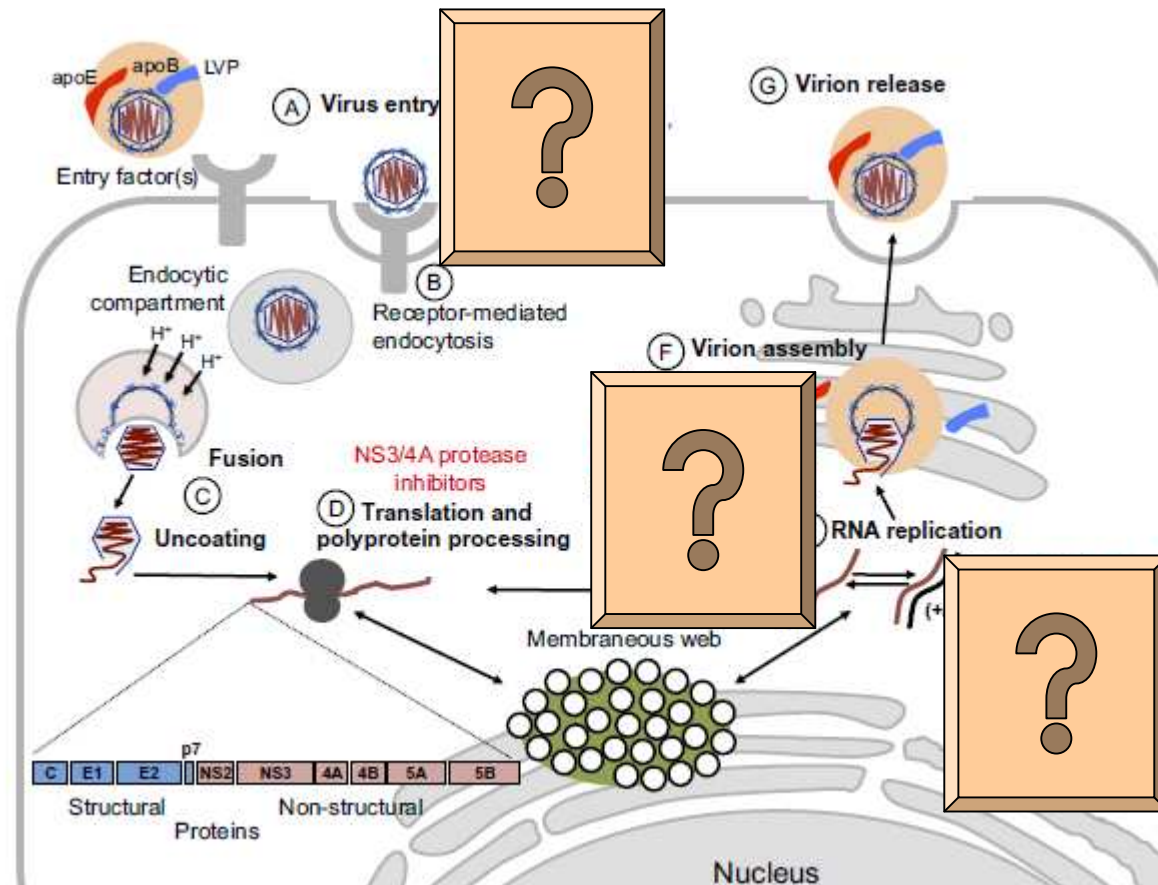 apoE
apoB
LVP
Entry factor(s)
A Virus entry
G Virion release
B
Receptor-mediated
endocytosis
Endocytic
compartment
H+
H+
H+
F Virion assembly
Fusion
C
Uncoating
NS3/4A protease
inhibitors
D Translation and
polyprotein processing
RNA replication
(+
Membraneous web
p7
C E1 E2 NS2 NS3 4A 4B 5A 5B
Structural Non-structural
Proteins
Nucleus
? 
?
?